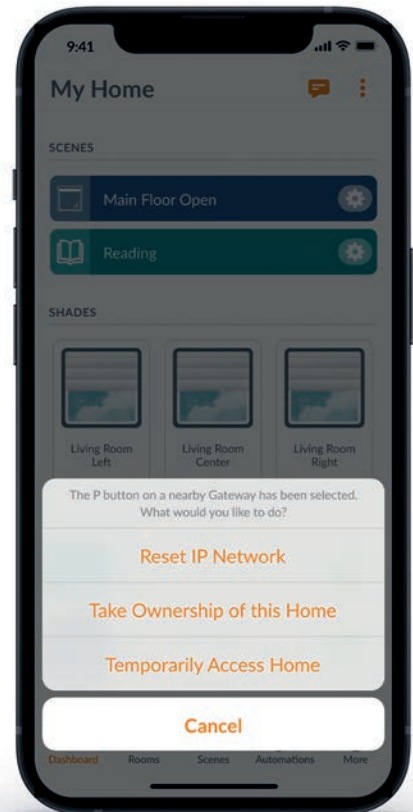 9:41
My Home
SCENES
Main Floor Open
Reading
SHADES
Living Room
Left
Living Room
Center
Living Room
Right
The P button on a nearby Gateway has been selected.
What would you like to do?
Reset IP Network
Take Ownership of this Home
Temporarily Access Home
Cancel
Dashboard
Rooms
Scenes
Automations
More